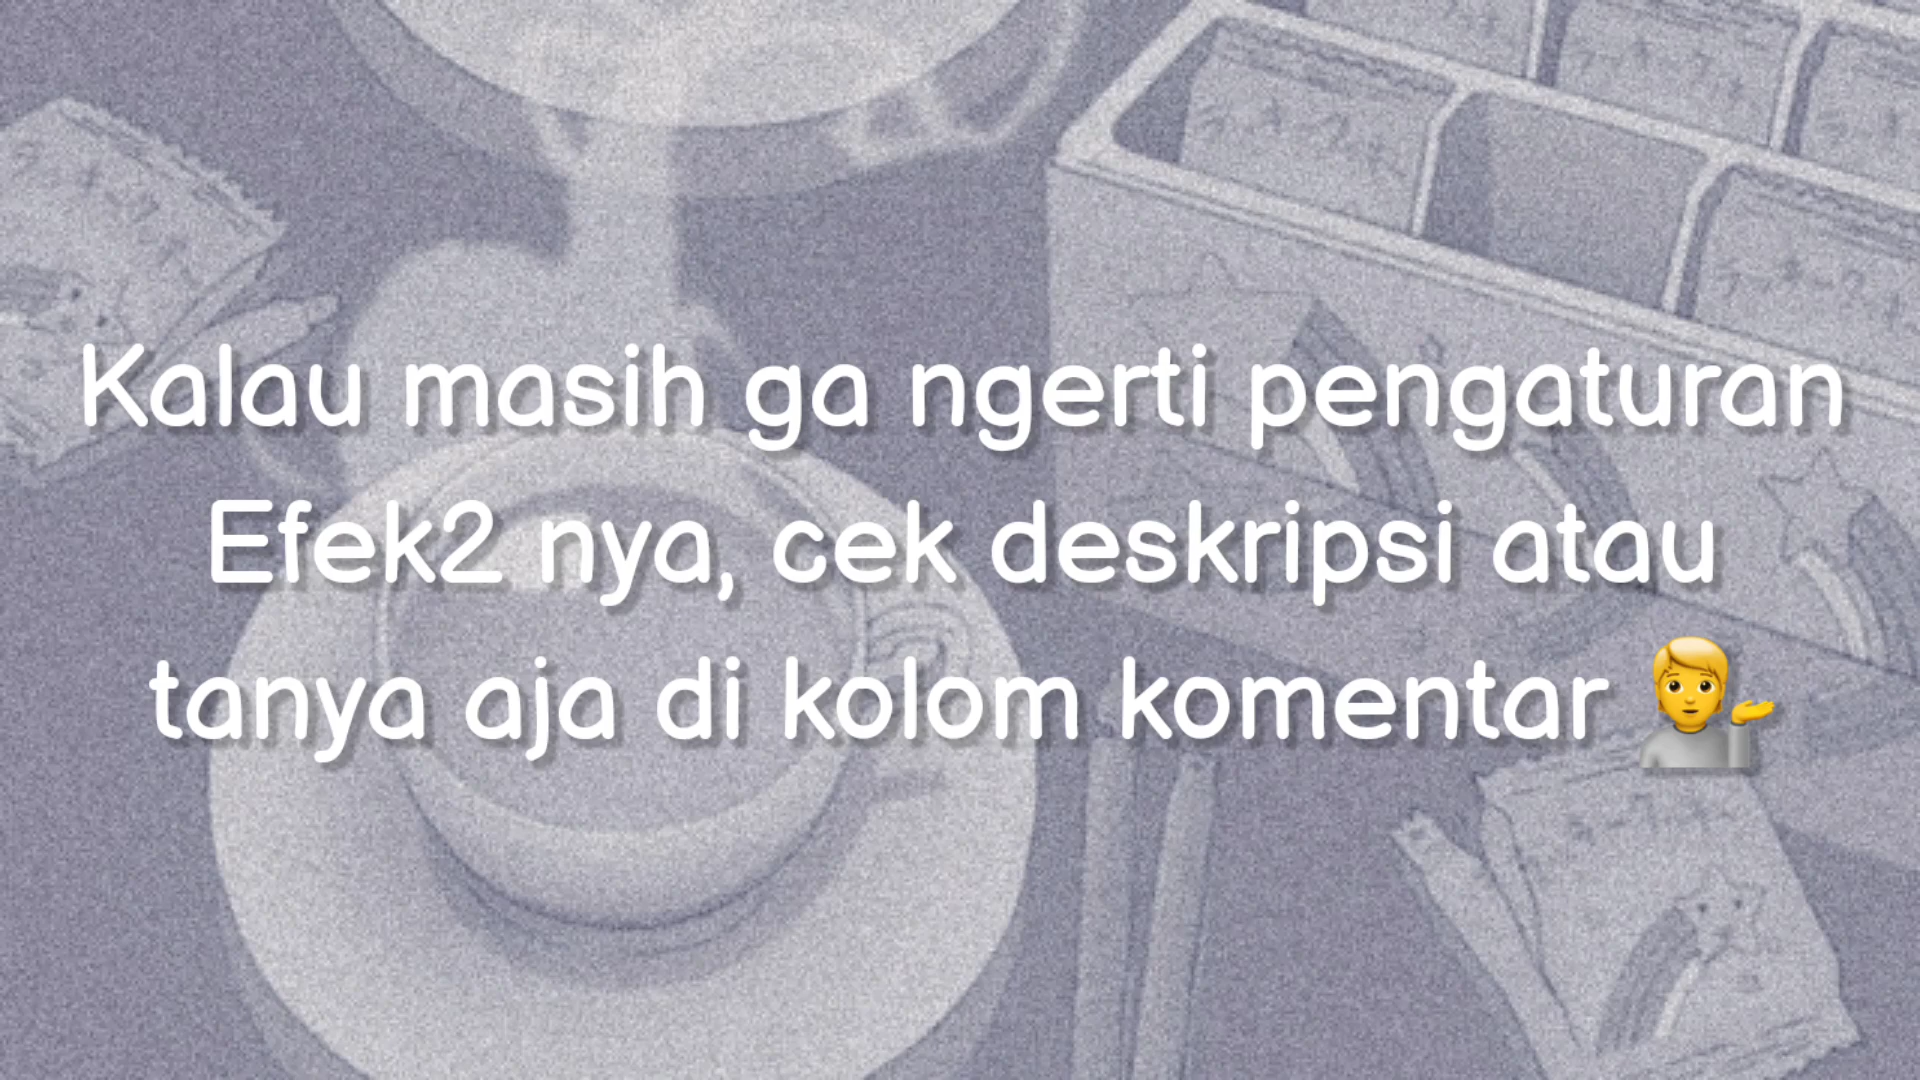 Kalau masih ga ngerti pengaturan
Efek2 nya, cek deskripsi atau
tanya aja di kolom komentar 💁